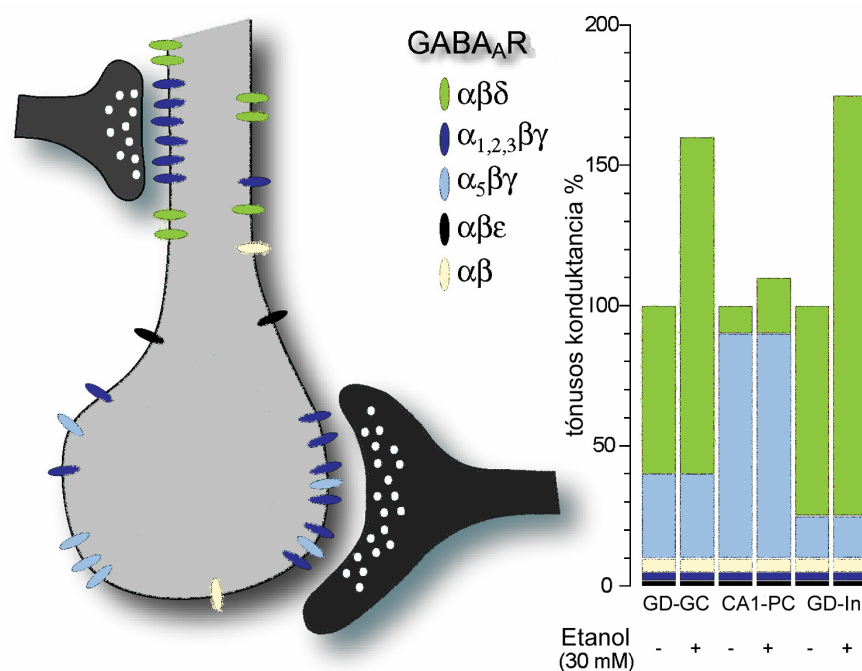 GABA_AR
αβδ
α1,2,3βγ
α5βγ
αβε
αβ
tónusos konduktancia %
200
150
100
50
0
GD-GC CA1-PC GD-In
Etanol - + - + - +
(30 mM)